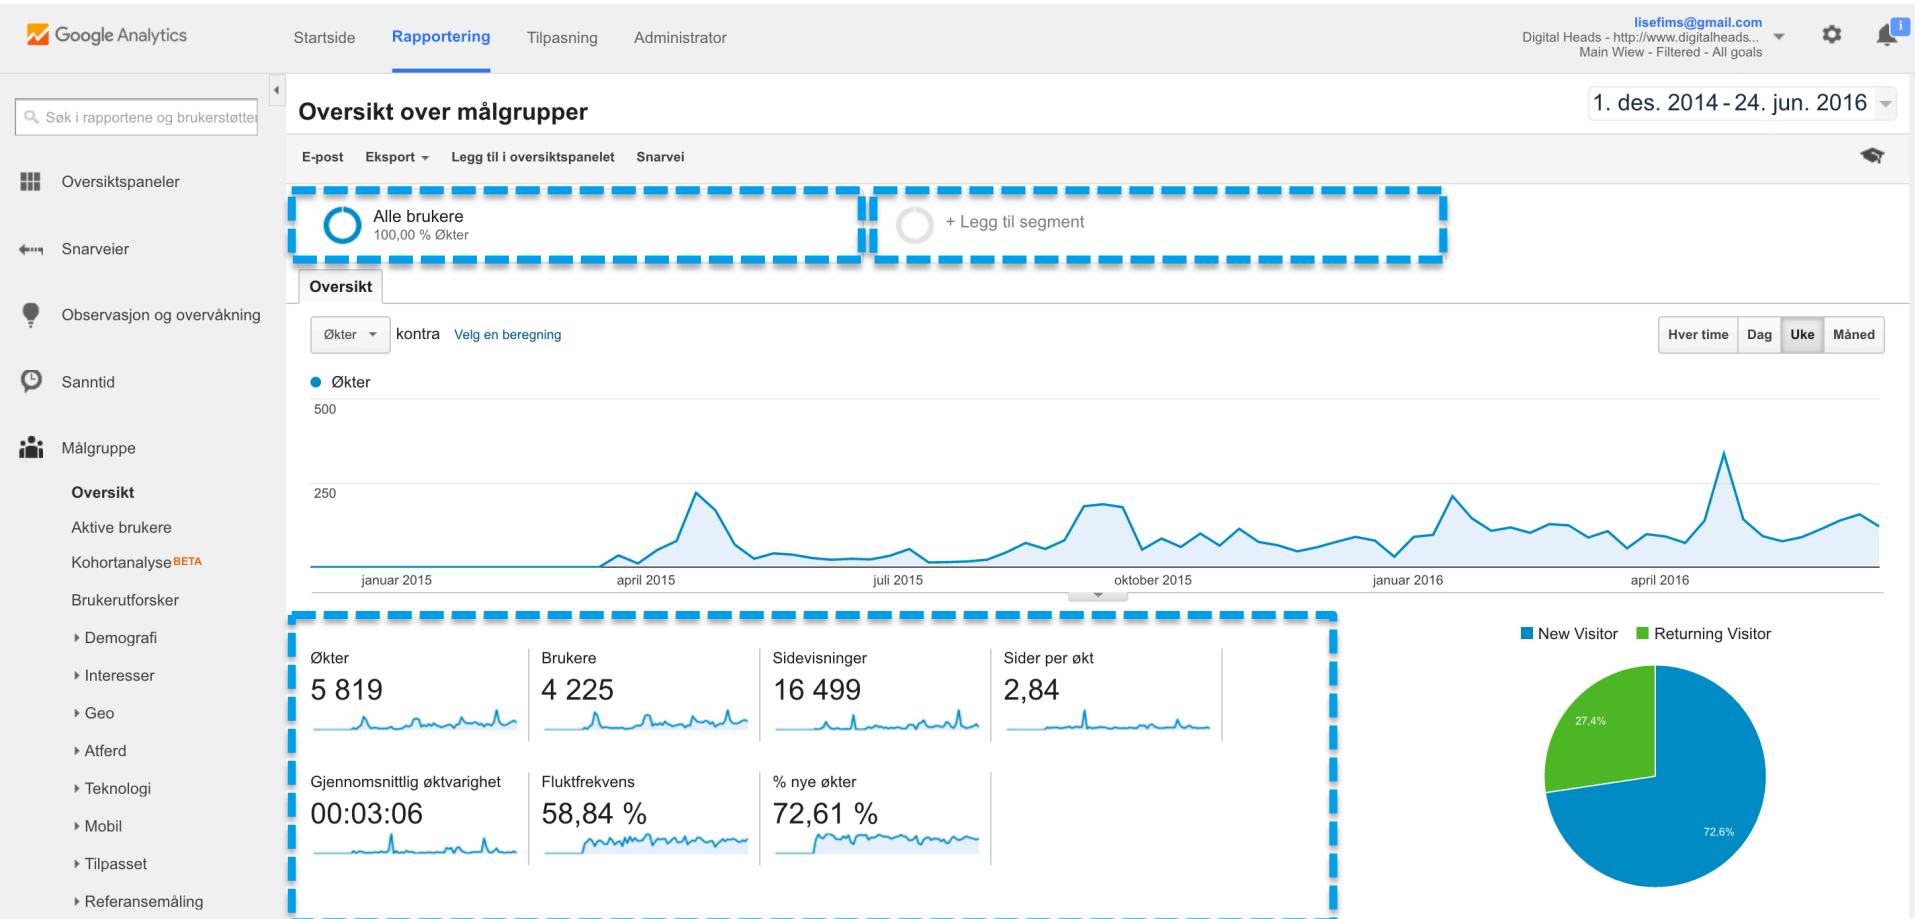 Google Analytics
Startside
Rapportering
Tilpasning
Administrator
lisefims@gmail.com
Digital Heads - http://www.digitalheads...
Main Wiew - Filtered - All goals
i
Søk i rapportene og brukerstøtte
Oversiktspaneler
Snarveier
Observasjon og overvåkning
Sanntid
Målgruppe
Oversikt
Aktive brukere
Kohortanalyse BETA
Brukerutforsker
Demografi
Interesser
Geo
Atferd
Teknologi
Mobil
Tilpasset
Referansemåling
Oversikt over målgrupper
1. des. 2014 - 24. jun. 2016
E-post
Eksport
Legg til i oversiktspanelet
Snarvei
Alle brukere
100,00 % Økter
+ Legg til segment
Oversikt
Økter
kontra
Velg en beregning
Hver time
Dag
Uke
Måned
Økter
500
250
januar 2015
april 2015
juli 2015
oktober 2015
januar 2016
april 2016
Økter
5 819
Brukere
4 225
Sidevisninger
16 499
Sider per økt
2,84
Gjennomsnittlig øktvarighet
00:03:06
Fluktfrekvens
58,84 %
% nye økter
72,61 %
New Visitor
Returning Visitor
27,4%
72,6%